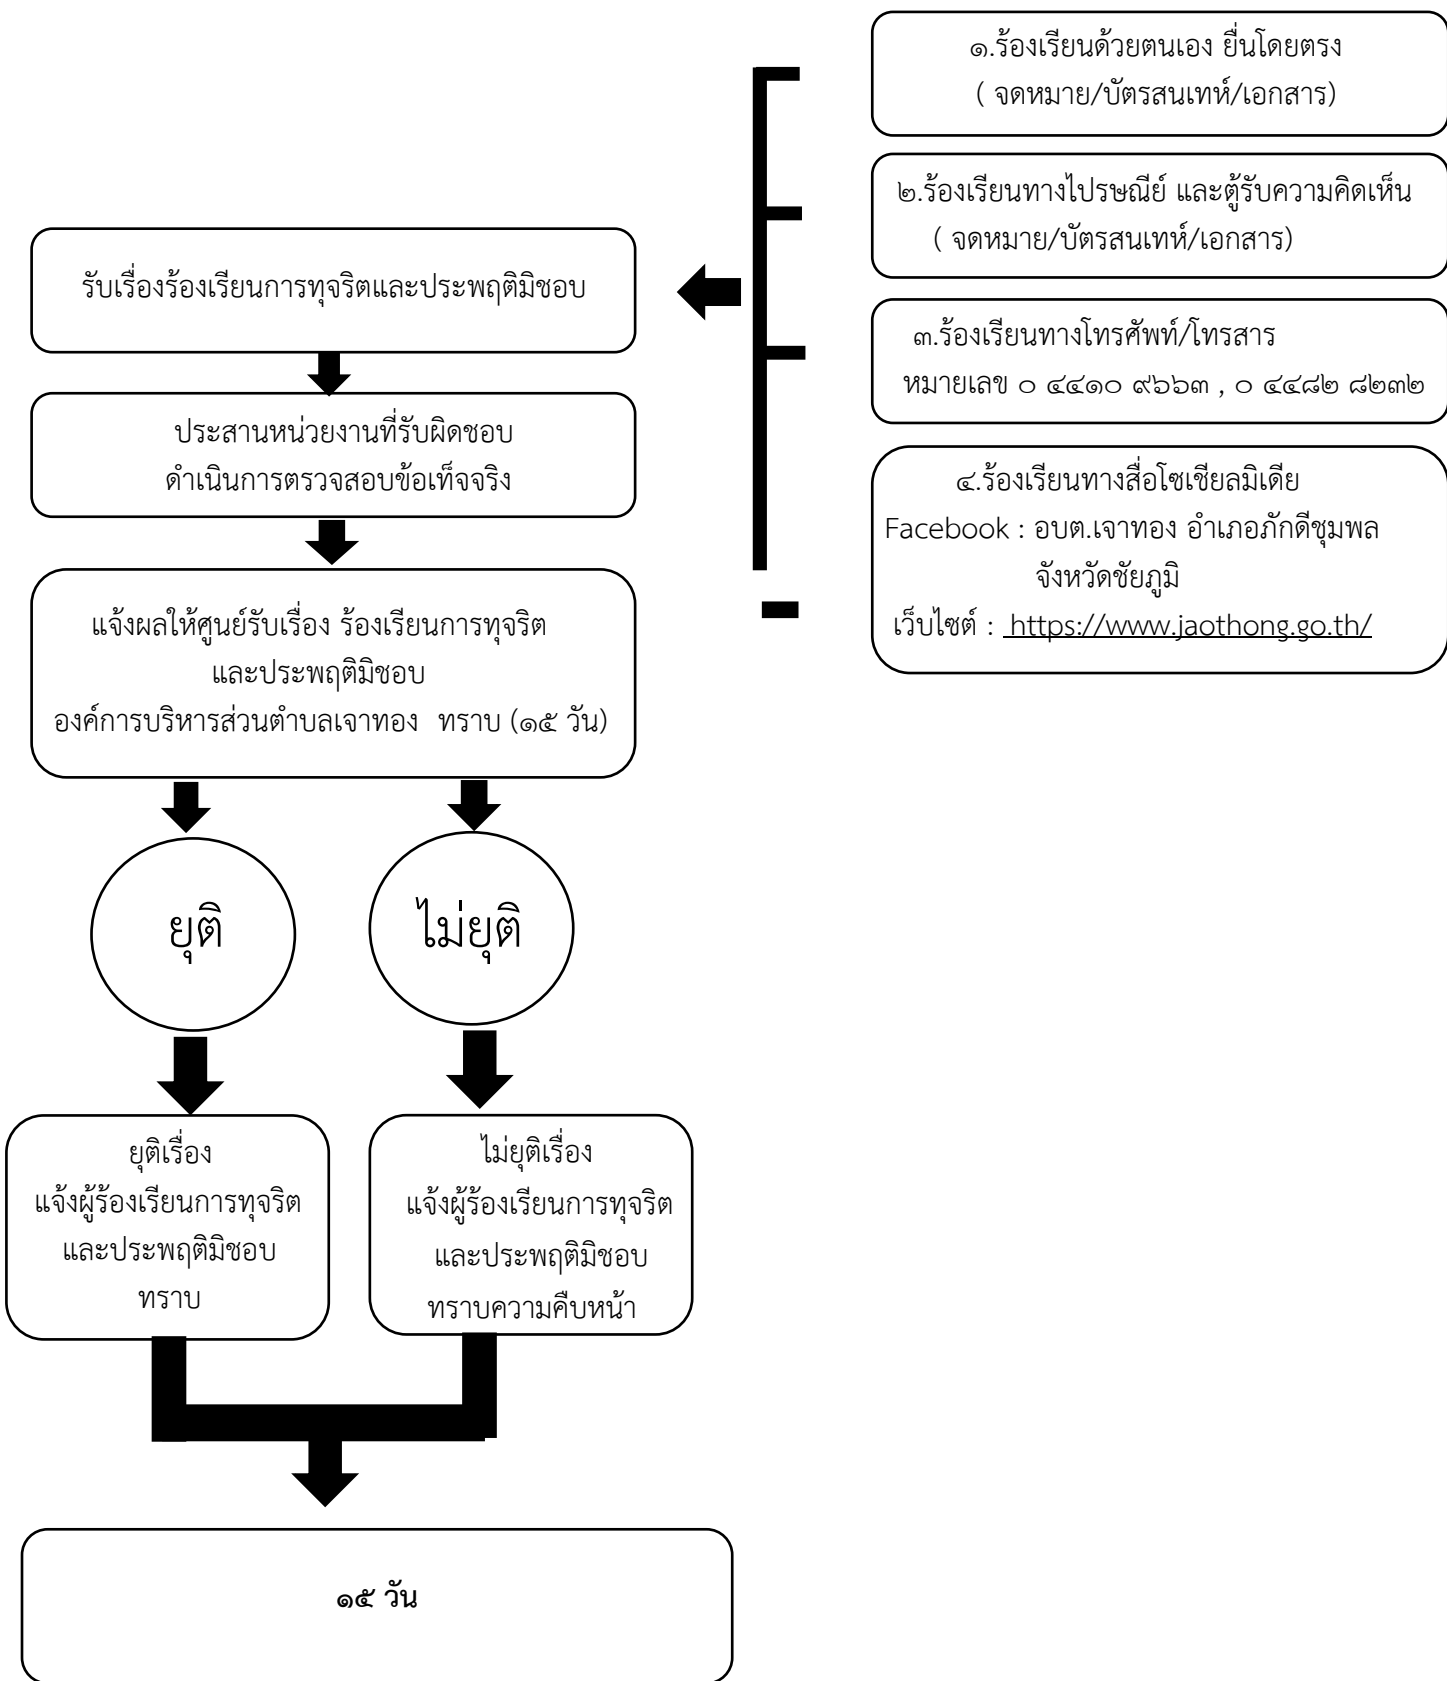 ๑.ร้องเรียนด้วยตนเอง ยื่นโดยตรง
( จดหมาย/บัตรสนเทห์/เอกสาร)
๒.ร้องเรียนทางไปรษณีย์ และตู้รับความคิดเห็น
( จดหมาย/บัตรสนเทห์/เอกสาร)
๓.ร้องเรียนทางโทรศัพท์/โทรสาร
หมายเลข ๐ ๔๔๑๐ ๙๖๖๓ , ๐ ๔๔๘๒ ๘๒๓๒
๔.ร้องเรียนทางสื่อโซเชียลมิเดีย
Facebook : อบต.เจาทอง อำเภอภักดีชุมพล
จังหวัดชัยภูมิ
เว็บไซต์ : https://www.jaothong.go.th/
รับเรื่องร้องเรียนการทุจริตและประพฤติมิชอบ
ประสานหน่วยงานที่รับผิดชอบ
ดำเนินการตรวจสอบข้อเท็จจริง
แจ้งผลให้ศูนย์รับเรื่อง ร้องเรียนการทุจริต
และประพฤติมิชอบ
องค์การบริหารส่วนตำบลเจาทอง ทราบ (๑๕ วัน)
ยุติ
ไม่ยุติ
ยุติเรื่อง
แจ้งผู้ร้องเรียนการทุจริต
และประพฤติมิชอบ
ทราบ
ไม่ยุติเรื่อง
แจ้งผู้ร้องเรียนการทุจริต
และประพฤติมิชอบ
ทราบความคืบหน้า
๑๕ วัน